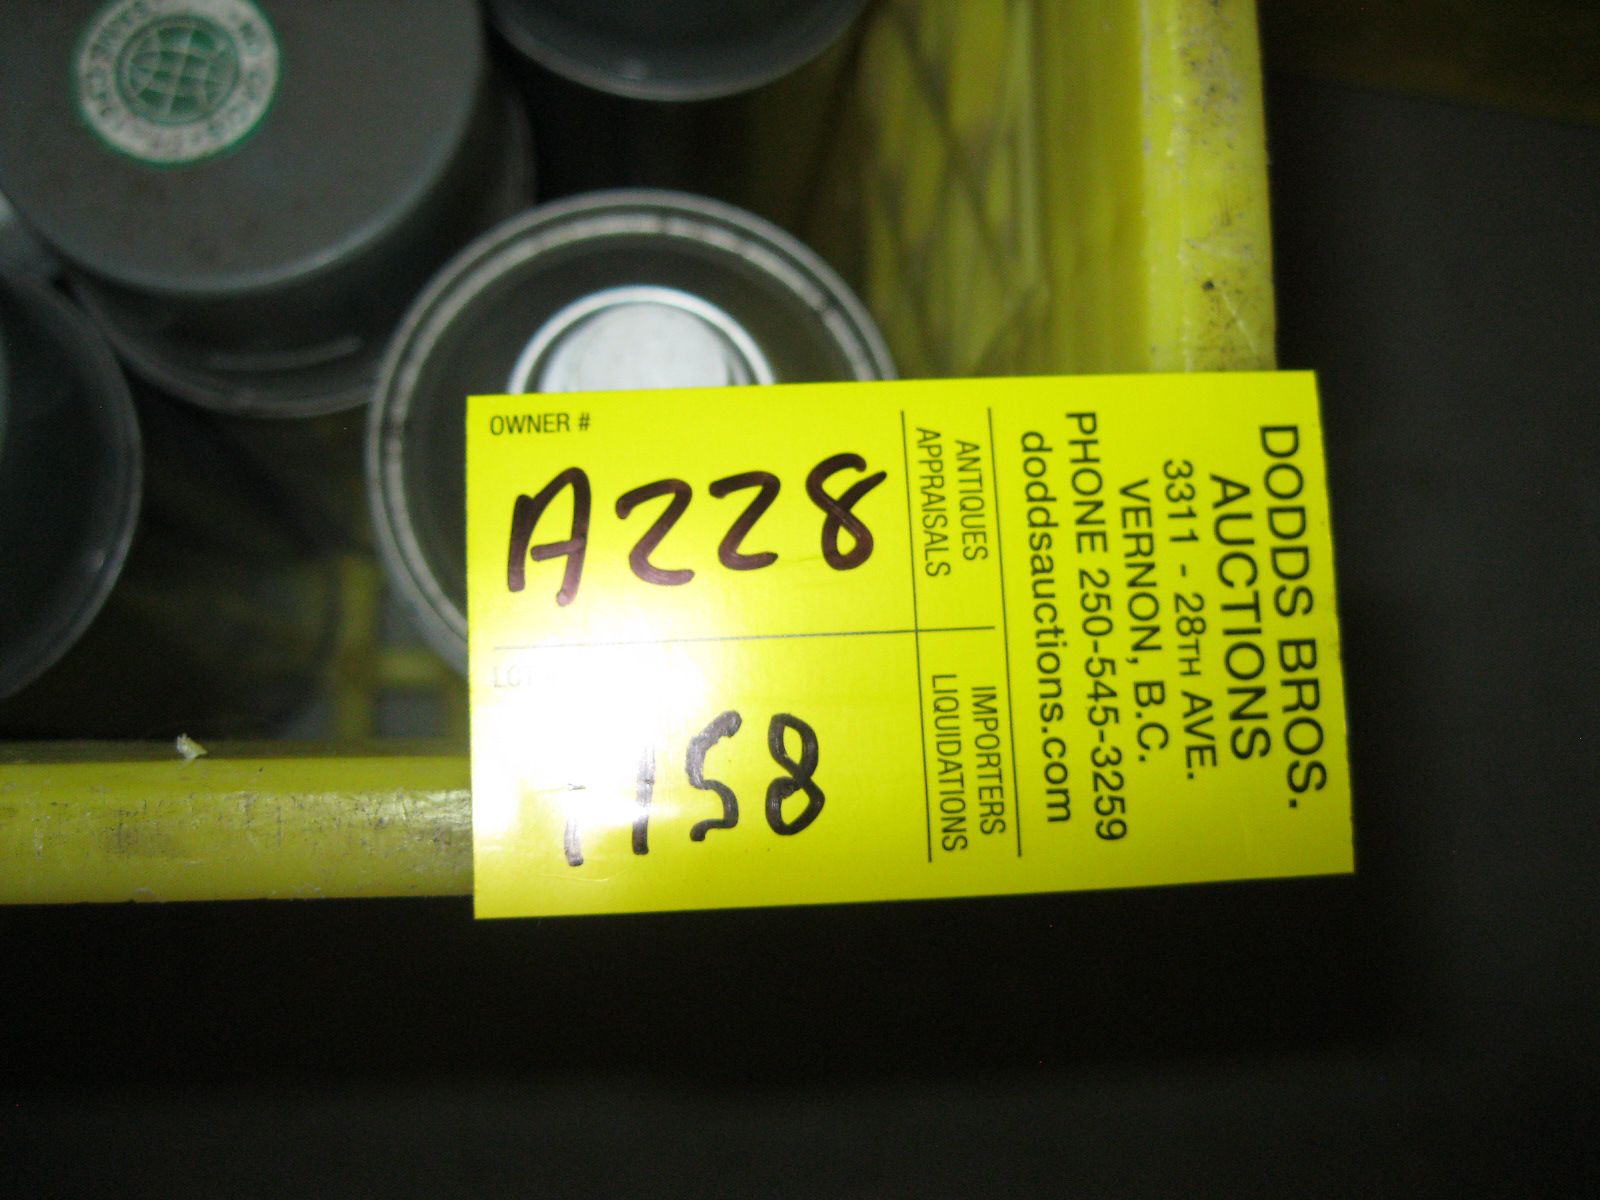 OWNER #
A228
LOT
1158
ANTIQUES
APPRAISALS
IMPORTERS
LIQUIDATIONS
DODDS BROS.
AUCTIONS
3311 - 28TH AVE.
VERNON, B.C.
PHONE 250-545-3259
doddsauctions.com